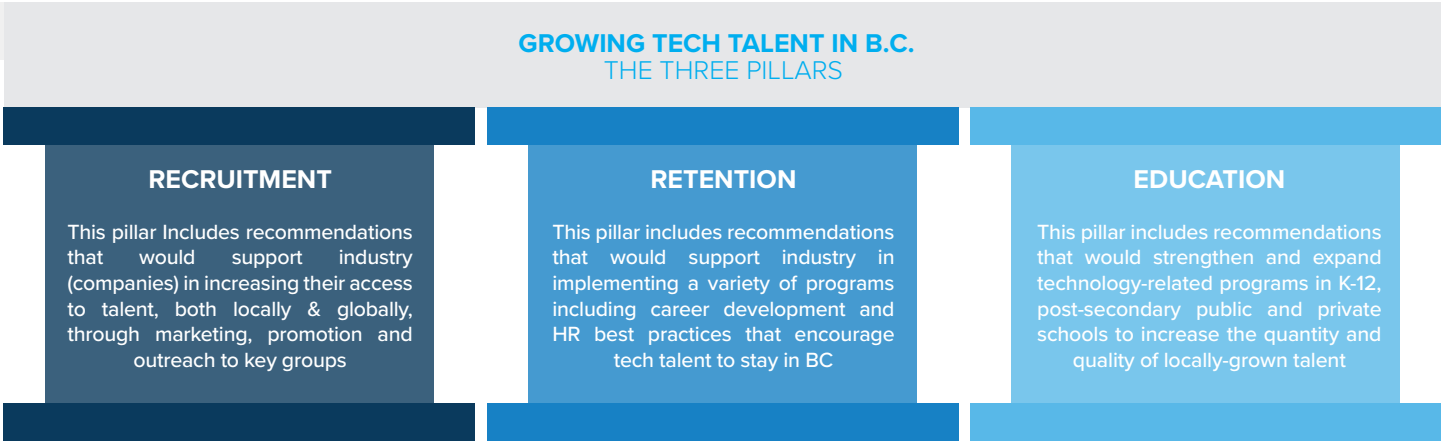 GROWING TECH TALENT IN B.C.
THE THREE PILLARS
RECRUITMENT
This pillar Includes recommendations
that would support industry
(companies) in increasing their access
to talent, both locally & globally,
through marketing, promotion and
outreach to key groups
RETENTION
This pillar includes recommendations
that would support industry in
implementing a variety of programs
including career development and
HR best practices that encourage
tech talent to stay in BC
EDUCATION
This pillar includes recommendations
that would strengthen and expand
technology-related programs in K-12,
post-secondary public and private
schools to increase the quantity and
quality of locally-grown talent